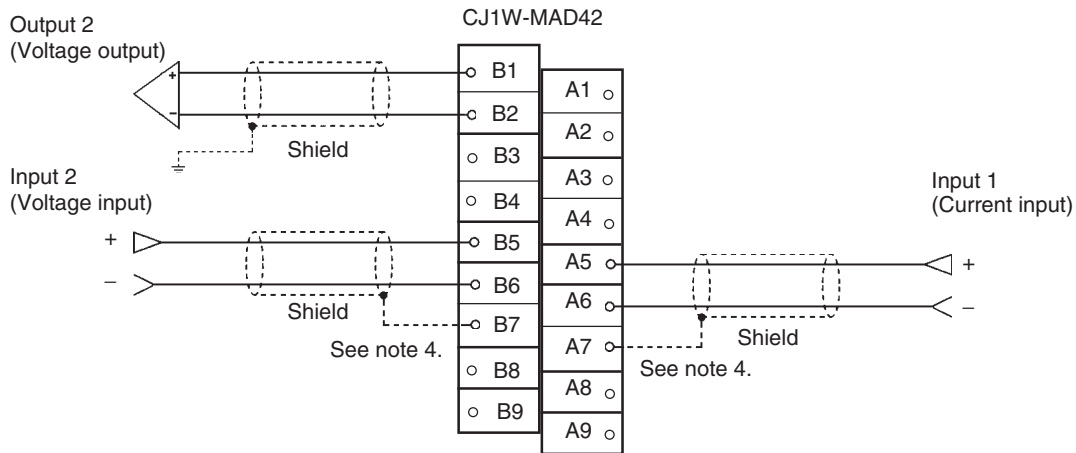 CJ1W-MAD42
Output 2
(Voltage output)
+
−
Shield
Input 2
(Voltage input)
+
−
Shield
See note 4.
B1
B2
B3
B4
B5
B6
B7
B8
B9
A1
A2
A3
A4
A5
A6
A7
A8
A9
Input 1
(Current input)
+
−
Shield
See note 4.